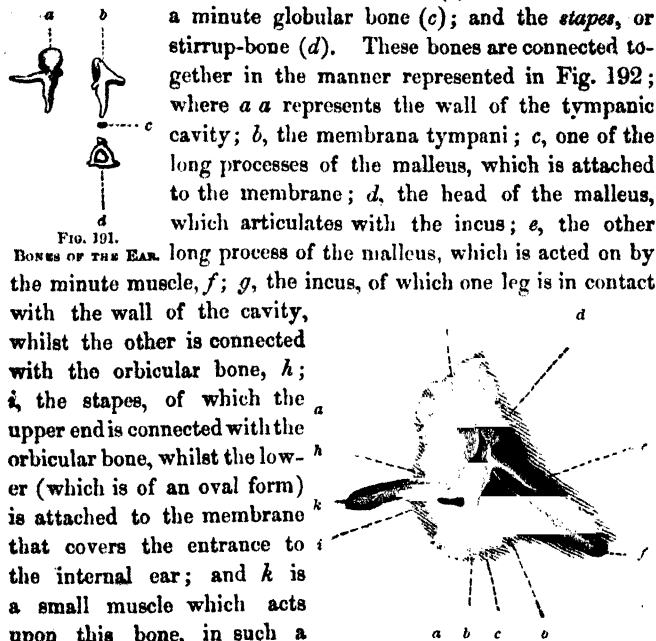 a b
a minute globular bone (c); and the stapes, or
stirrup-bone (d). These bones are connected to-
gether in the manner represented in Fig. 192;
where a a represents the wall of the tympanic
c
cavity; b, the membrana tympani; c, one of the
long processes of the malleus, which is attached
to the membrane; d, the head of the malleus,
d
which articulates with the incus; e, the other
FIG. 191.
BONES OF THE EAR.
long process of the malleus, which is acted on by
the minute muscle, f; g, the incus, of which one leg is in contact
with the wall of the cavity,
whilst the other is connected
with the orbicular bone, h;
i, the stapes, of which the
upper end is connected with the
orbicular bone, whilst the low-
er (which is of an oval form)
is attached to the membrane
that covers the entrance to
the internal ear; and k is
a small muscle which acts
upon this bone, in such a
d
a
h
e
k
i
f
a b c b